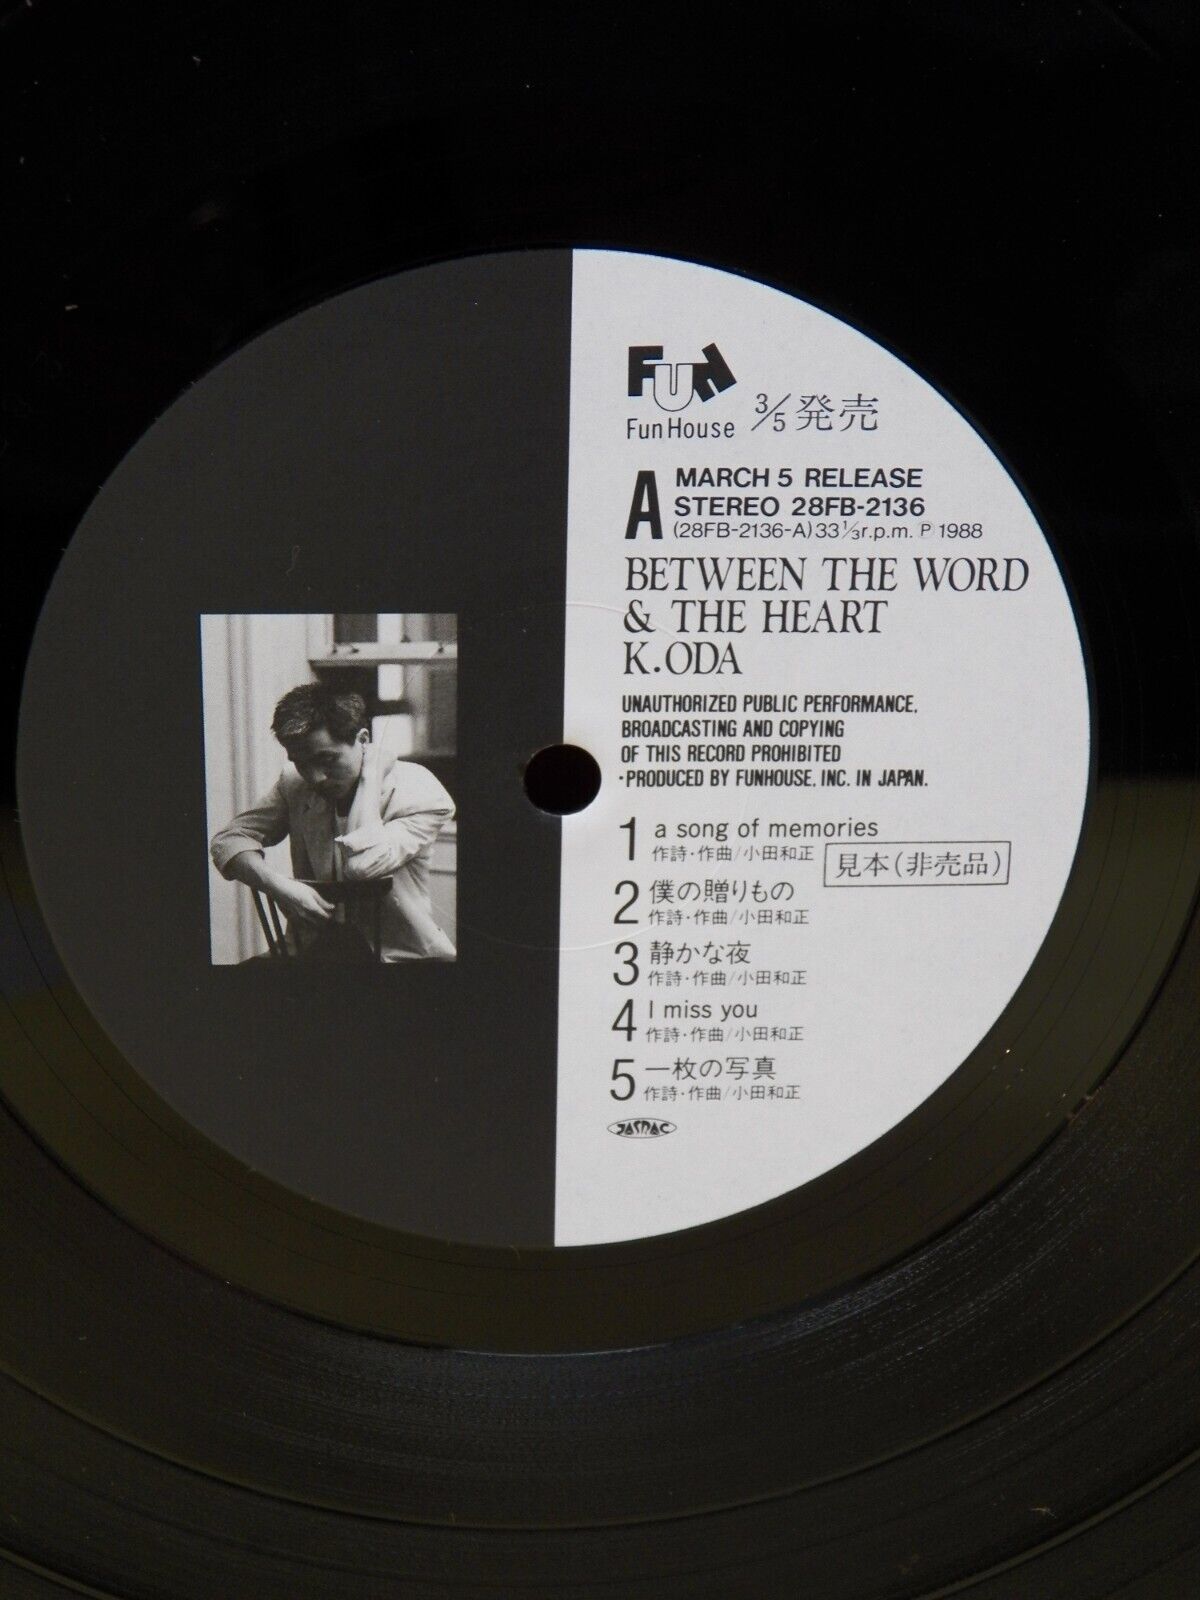 FUN
Fun House
3/5 発売
A
MARCH 5 RELEASE
STEREO 28FB-2136
(28FB-2136-A) 33⅓r.p.m. Ⓟ 1988
BETWEEN THE WORD
& THE HEART
K.ODA
UNAUTHORIZED PUBLIC PERFORMANCE,
BROADCASTING AND COPYING
OF THIS RECORD PROHIBITED
・PRODUCED BY FUNHOUSE, INC. IN JAPAN.
1 a song of memories
作詩・作曲/小田和正
見本(非売品)
2 僕の贈りもの
作詩・作曲/小田和正
3 静かな夜
作詩・作曲/小田和正
4 I miss you
作詩・作曲/小田和正
5 一枚の写真
作詩・作曲/小田和正
JASRAC